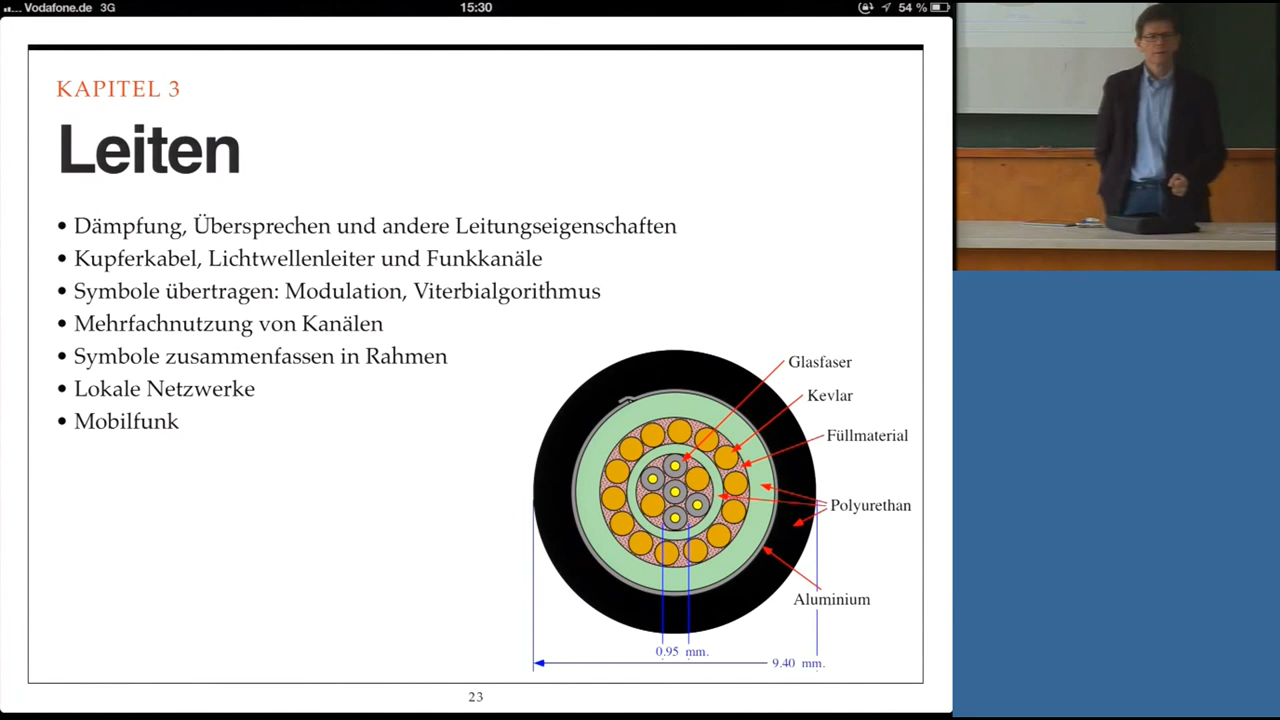 Vodafone.de 3G 15:30 54 %
KAPITEL 3
Leiten
• Dämpfung, Übersprechen und andere Leitungseigenschaften
• Kupferkabel, Lichtwellenleiter und Funkkanäle
• Symbole übertragen: Modulation, Viterbialgorithmus
• Mehrfachnutzung von Kanälen
• Symbole zusammenfassen in Rahmen
• Lokale Netzwerke
• Mobilfunk
Glasfaser
Kevlar
Füllmaterial
Polyurethan
Aluminium
0.95 mm.
9.40 mm.
23